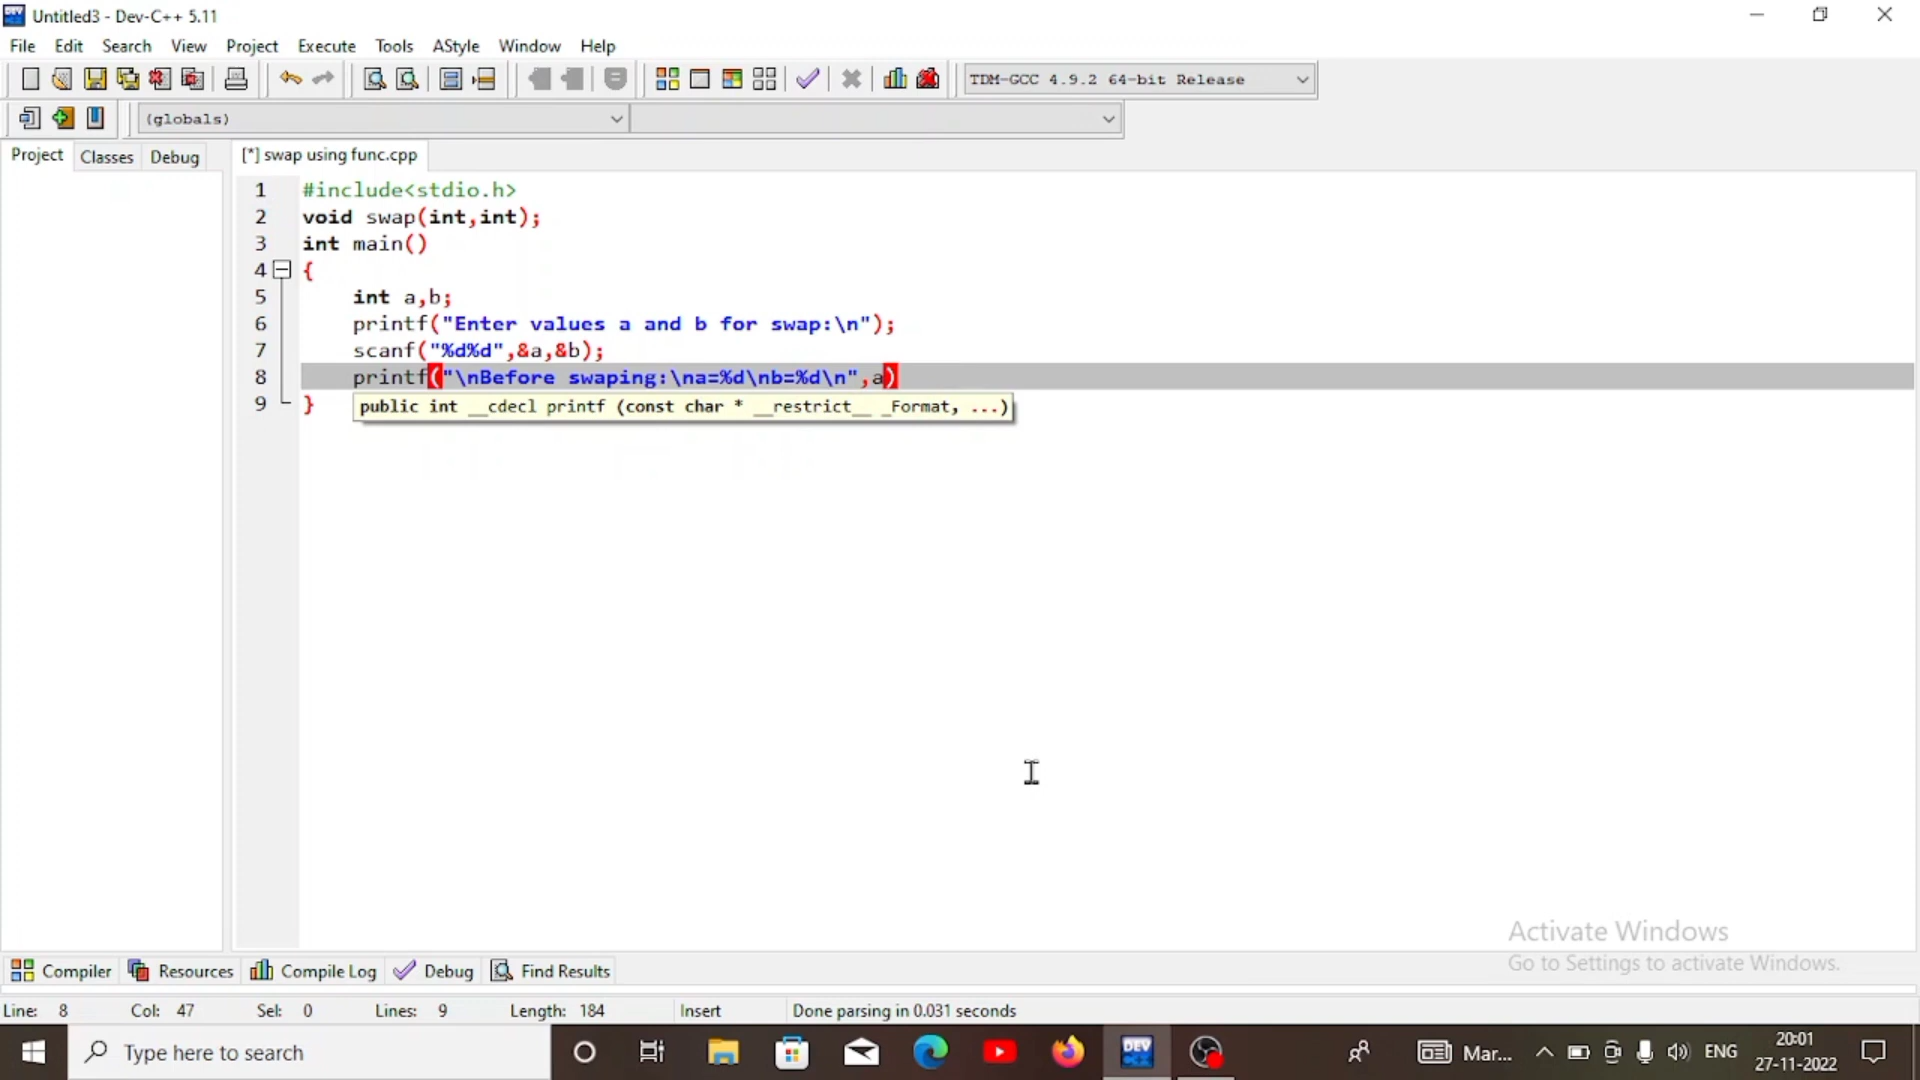 Untitled3 - Dev-C++ 5.11
File Edit Search View Project Execute Tools AStyle Window Help
TDM-GCC 4.9.2 64-bit Release
(globals)
Project Classes Debug
[*] swap using func.cpp
1 #include<stdio.h>
2 void swap(int,int);
3 int main()
4 {
5 int a,b;
6 printf("Enter values a and b for swap:\n");
7 scanf("%d%d",&a,&b);
8 printf("\nBefore swaping:\na=%d\nb=%d\n",a)
9 }
public int __cdecl printf (const char * __restrict__ _Format, ...)
Activate Windows
Go to Settings to activate Windows.
Compiler Resources Compile Log Debug Find Results
Line: 8 Col: 47 Sel: 0 Lines: 9 Length: 184 Insert Done parsing in 0.031 seconds
Type here to search
DEV
Mar...
ENG
20:01
27-11-2022